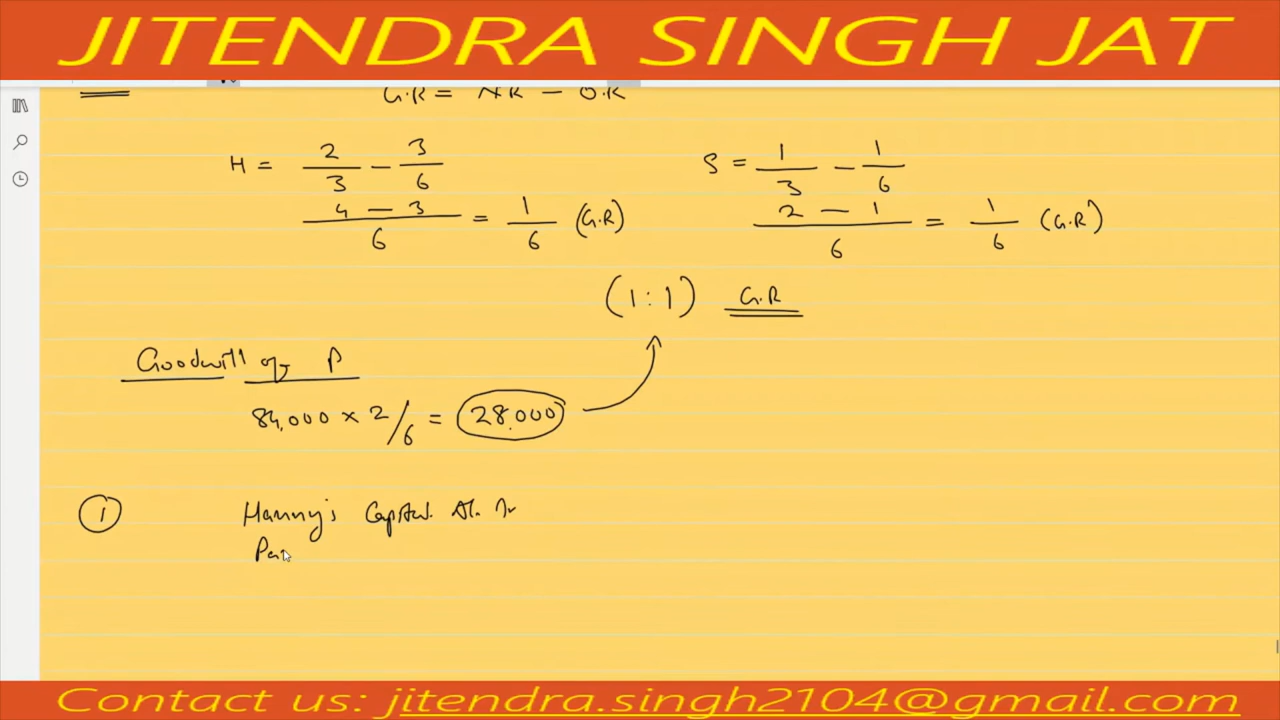 JITENDRA SINGH JAT
G.R = N R - O.R
H = 2/3 - 3/6
S = 1/3 - 1/6
4 - 3 / 6 = 1/6 (G.R)
2 - 1 / 6 = 1/6 (G.R)
(1:1) G.R
Goodwill of P
84,000 × 2/6 = 28,000
1 Hanny's Capital A/c. Dr
Contact us: jitendra.singh2104@gmail.com